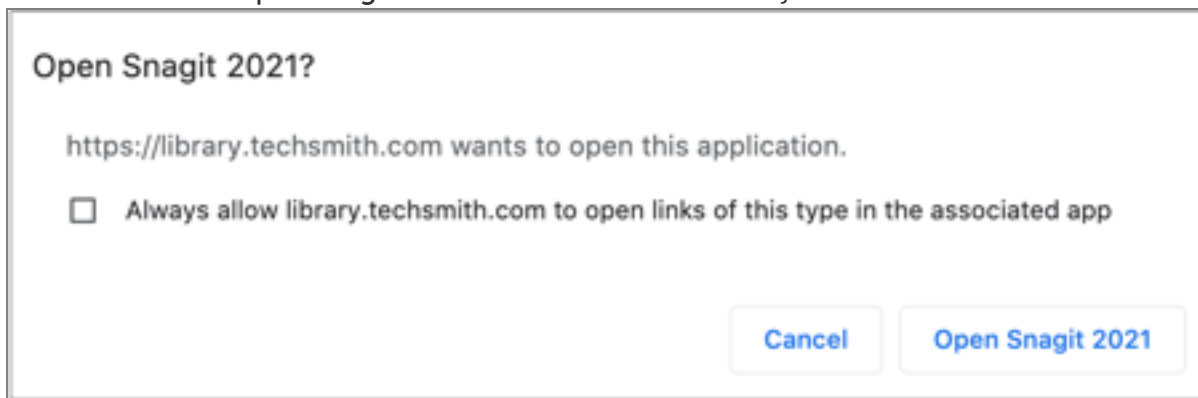 Open Snagit 2021?
https://library.techsmith.com wants to open this application.
Always allow library.techsmith.com to open links of this type in the associated app
Cancel
Open Snagit 2021